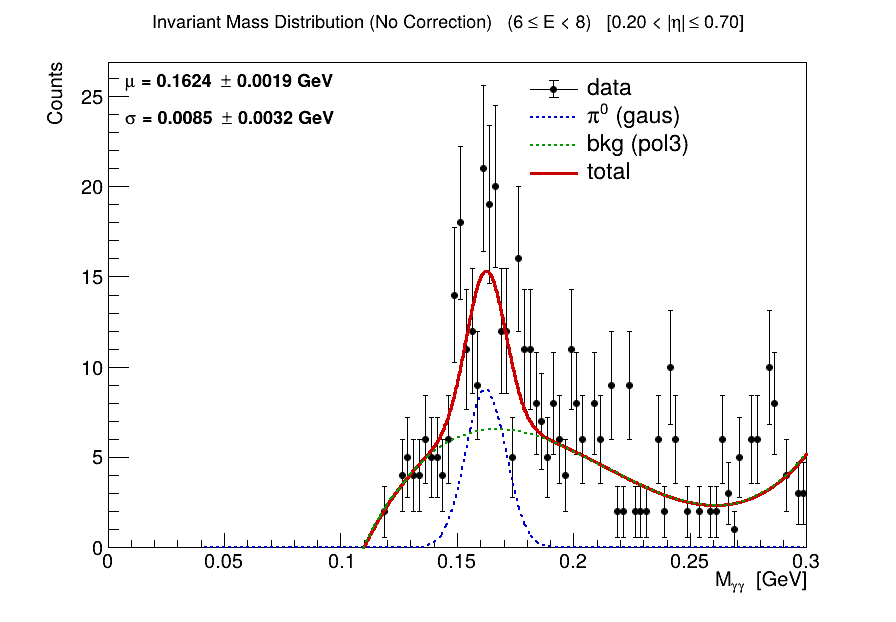 Invariant Mass Distribution (No Correction) (6 ≤ E < 8) [0.20 < |η| ≤ 0.70]
Counts
μ = 0.1624 ± 0.0019 GeV
σ = 0.0085 ± 0.0032 GeV
data
π⁰ (gaus)
bkg (pol3)
total
25
20
15
10
5
0
0 0.05 0.1 0.15 0.2 0.25 0.3
Mγγ [GeV]